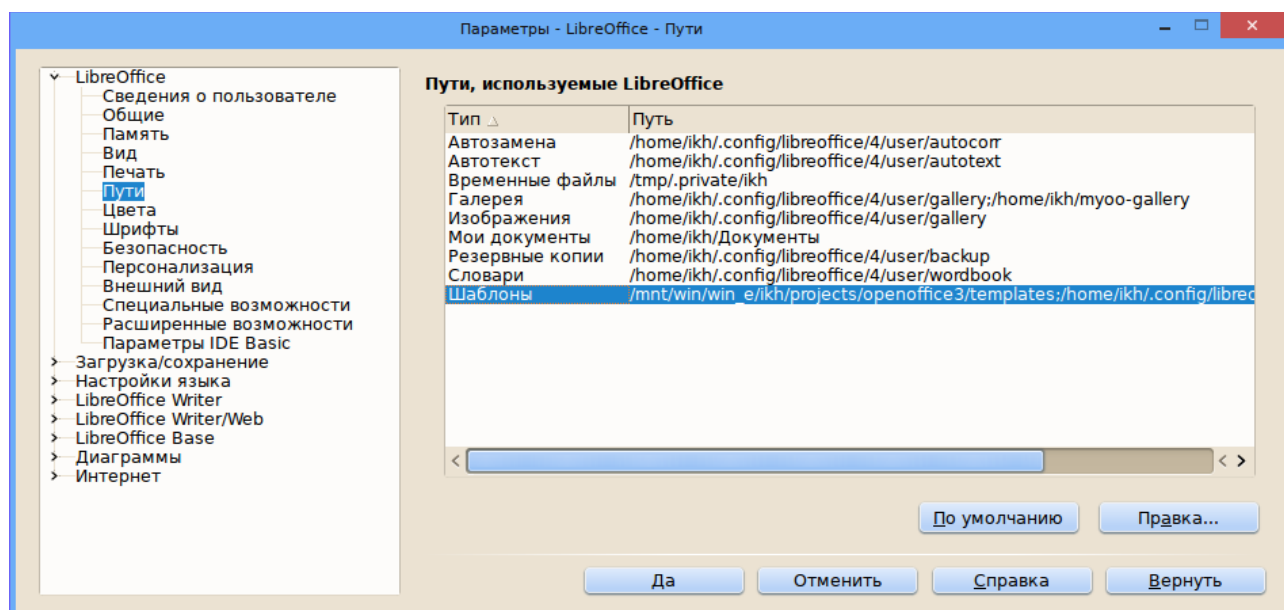 Параметры - LibreOffice - Пути
LibreOffice
Сведения о пользователе
Общие
Память
Вид
Печать
Пути
Цвета
Шрифты
Безопасность
Персонализация
Внешний вид
Специальные возможности
Расширенные возможности
Параметры IDE Basic
Загрузка/сохранение
Настройки языка
LibreOffice Writer
LibreOffice Writer/Web
LibreOffice Base
Диаграммы
Интернет
Пути, используемые LibreOffice
Тип Путь
Автозамена /home/ikh/.config/libreoffice/4/user/autocorr
Автотекст /home/ikh/.config/libreoffice/4/user/autotext
Временные файлы /tmp/.private/ikh
Галерея /home/ikh/.config/libreoffice/4/user/gallery;/home/ikh/myoo-gallery
Изображения /home/ikh/.config/libreoffice/4/user/gallery
Мои документы /home/ikh/Документы
Резервные копии /home/ikh/.config/libreoffice/4/user/backup
Словари /home/ikh/.config/libreoffice/4/user/wordbook
Шаблоны /mnt/win/win_e/ikh/projects/openoffice3/templates;/home/ikh/.config/libreo
По умолчанию Правка...
Да Отменить Справка Вернуть